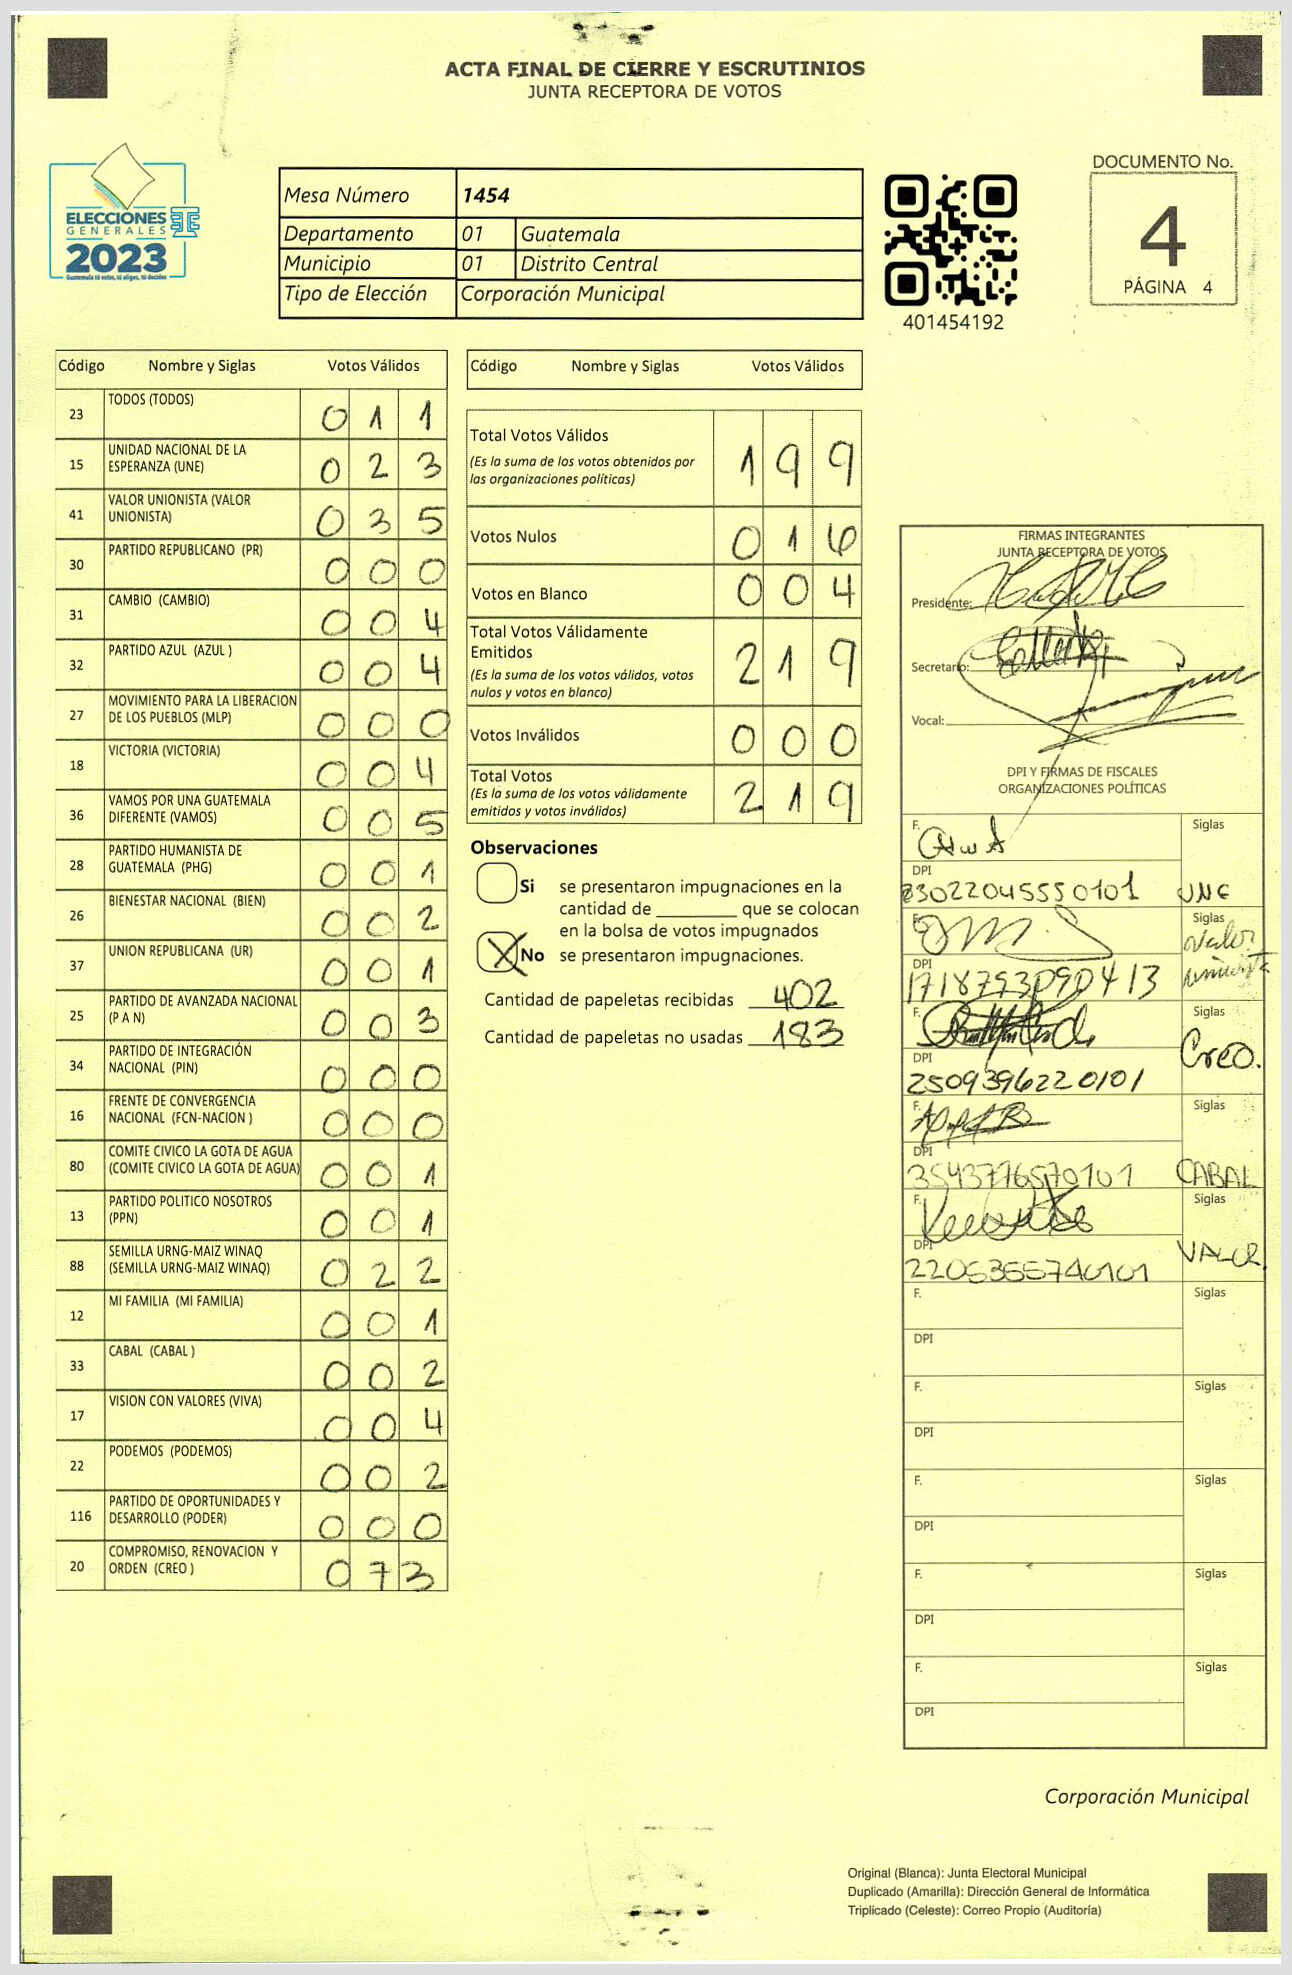 ACTA FINAL DE CIERRE Y ESCRUTINIOS
JUNTA RECEPTORA DE VOTOS
ELECCIONES
GENERALES
2023
Guatemala tú votas, tú eliges, tú decides
Mesa Número 1454
Departamento 01 Guatemala
Municipio 01 Distrito Central
Tipo de Elección Corporación Municipal
401454192
DOCUMENTO No.
4
PÁGINA 4
Código Nombre y Siglas Votos Válidos
23 TODOS (TODOS) 0 1 1
15 UNIDAD NACIONAL DE LA ESPERANZA (UNE) 0 2 3
41 VALOR UNIONISTA (VALOR UNIONISTA) 0 3 5
30 PARTIDO REPUBLICANO (PR) 0 0 0
31 CAMBIO (CAMBIO) 0 0 4
32 PARTIDO AZUL (AZUL ) 0 0 4
27 MOVIMIENTO PARA LA LIBERACION DE LOS PUEBLOS (MLP) 0 0 0
18 VICTORIA (VICTORIA) 0 0 4
36 VAMOS POR UNA GUATEMALA DIFERENTE (VAMOS) 0 0 5
28 PARTIDO HUMANISTA DE GUATEMALA (PHG) 0 0 1
26 BIENESTAR NACIONAL (BIEN) 0 0 2
37 UNION REPUBLICANA (UR) 0 0 1
25 PARTIDO DE AVANZADA NACIONAL (P A N) 0 0 3
34 PARTIDO DE INTEGRACIÓN NACIONAL (PIN) 0 0 0
16 FRENTE DE CONVERGENCIA NACIONAL (FCN-NACION ) 0 0 0
80 COMITE CIVICO LA GOTA DE AGUA (COMITE CIVICO LA GOTA DE AGUA) 0 0 1
13 PARTIDO POLITICO NOSOTROS (PPN) 0 0 1
88 SEMILLA URNG-MAIZ WINAQ (SEMILLA URNG-MAIZ WINAQ) 0 2 2
12 MI FAMILIA (MI FAMILIA) 0 0 1
33 CABAL (CABAL ) 0 0 2
17 VISION CON VALORES (VIVA) 0 0 4
22 PODEMOS (PODEMOS) 0 0 2
116 PARTIDO DE OPORTUNIDADES Y DESARROLLO (PODER) 0 0 0
20 COMPROMISO, RENOVACION Y ORDEN (CREO ) 0 7 3
Código Nombre y Siglas Votos Válidos
Total Votos Válidos 1 9 9
(Es la suma de los votos obtenidos por
las organizaciones políticas)
Votos Nulos 0 1 6
Votos en Blanco 0 0 4
Total Votos Válidamente
Emitidos 2 1 9
(Es la suma de los votos válidos, votos
nulos y votos en blanco)
Votos Inválidos 0 0 0
Total Votos 2 1 9
(Es la suma de los votos válidamente
emitidos y votos inválidos)
Observaciones
Si se presentaron impugnaciones en la
cantidad de ________ que se colocan
en la bolsa de votos impugnados
X No se presentaron impugnaciones.
Cantidad de papeletas recibidas 402
Cantidad de papeletas no usadas 183
FIRMAS INTEGRANTES
JUNTA RECEPTORA DE VOTOS
Presidente:
Secretario:
Vocal:
DPI Y FIRMAS DE FISCALES
ORGANIZACIONES POLÍTICAS
F. Siglas
DPI
UNE
F. Siglas
Valor
unionista
DPI
1718793090413
F. Siglas
Creo.
DPI
2509396220101
F. Siglas
DPI
3543776570101 CABAL
F. Siglas
DPI
VALOR.
F. Siglas
DPI
F. Siglas
DPI
F. Siglas
DPI
F. Siglas
DPI
F. Siglas
DPI
Corporación Municipal
Original (Blanca): Junta Electoral Municipal
Duplicado (Amarilla): Dirección General de Informática
Triplicado (Celeste): Correo Propio (Auditoría)